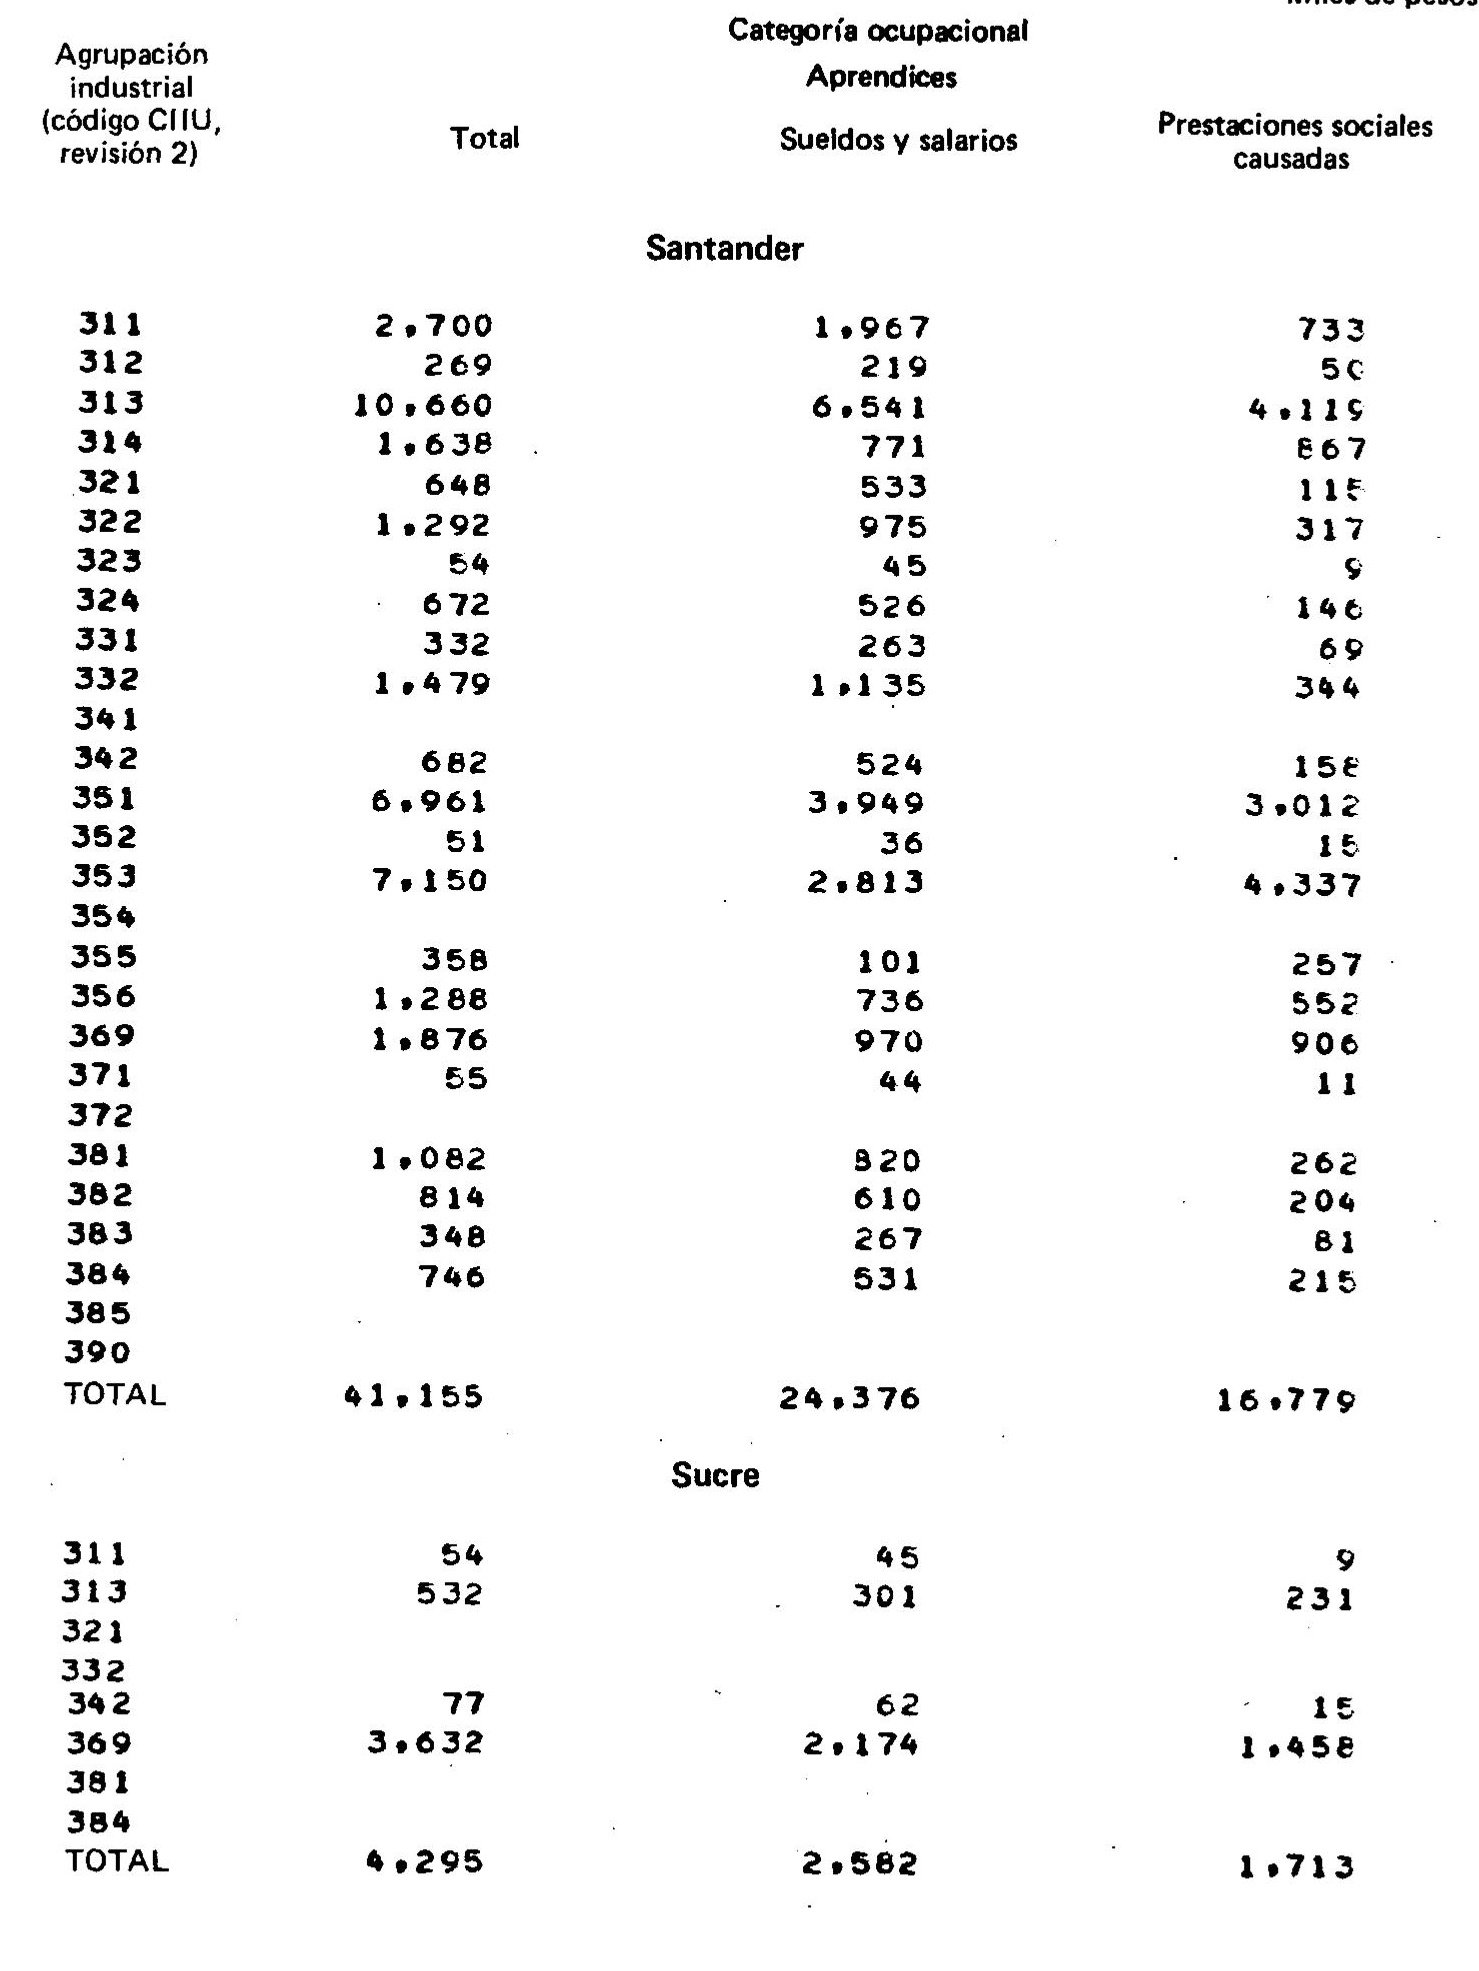 Miles de pesos
Categoría ocupacional
Agrupación
industrial
(código CIIU,
revisión 2)
Aprendices
Total
Sueldos y salarios
Prestaciones sociales
causadas
Santander
311 2,700 1,967 733
312 269 219 50
313 10,660 6,541 4,119
314 1,638 771 867
321 648 533 115
322 1,292 975 317
323 54 45 9
324 672 526 146
331 332 263 69
332 1,479 1,135 344
341
342 682 524 158
351 6,961 3,949 3,012
352 51 36 15
353 7,150 2,813 4,337
354
355 358 101 257
356 1,288 736 552
369 1,876 970 906
371 55 44 11
372
381 1,082 820 262
382 814 610 204
383 348 267 81
384 746 531 215
385
390
TOTAL 41,155 24,376 16,779
Sucre
311 54 45 9
313 532 301 231
321
332
342 77 62 15
369 3,632 2,174 1,458
381
384
TOTAL 4,295 2,582 1,713